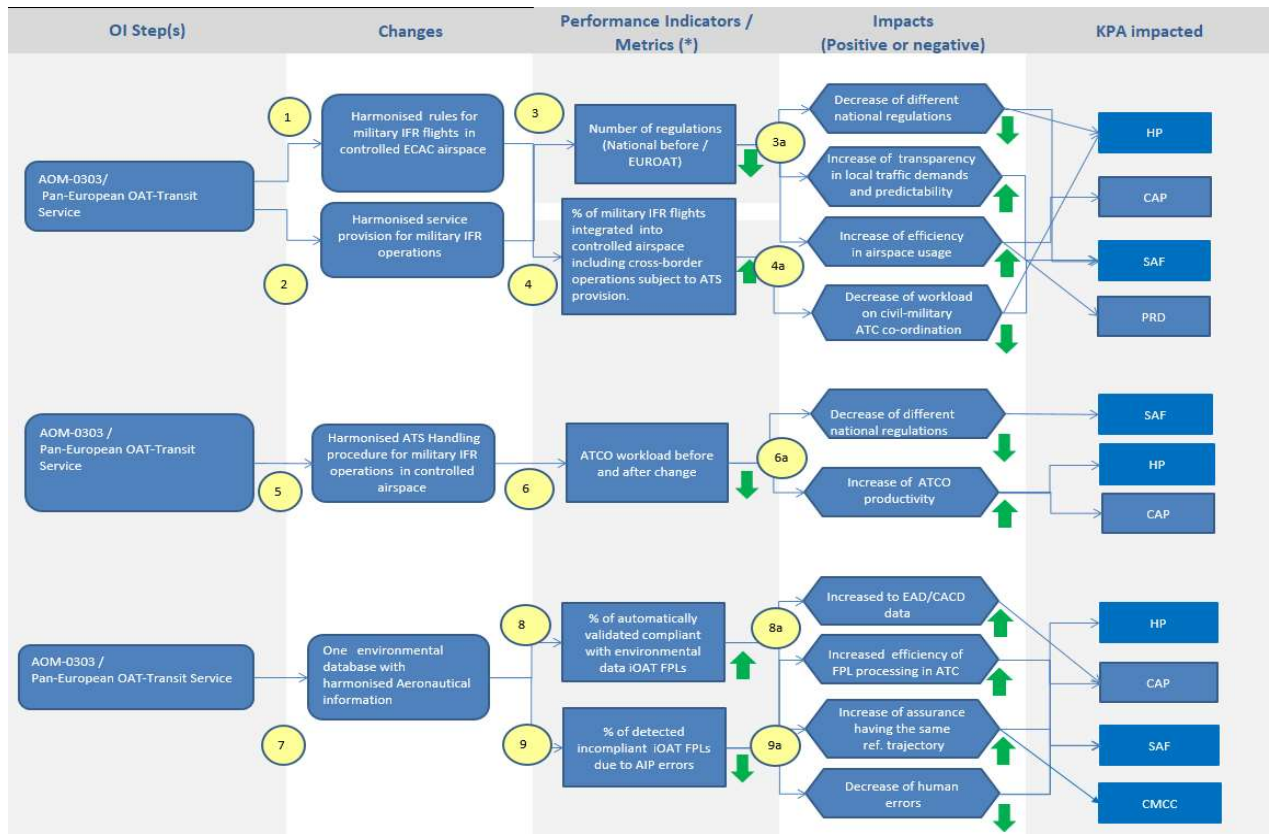 OI Step(s)
Changes
Performance Indicators /
Metrics (*)
Impacts
(Positive or negative)
KPA impacted
AOM-0303/
Pan-European OAT-Transit
Service
1
Harmonised rules for
military IFR flights in
controlled ECAC airspace
2
Harmonised service
provision for military IFR
operations
3
Number of regulations
(National before /
EUROAT)
4
% of military IFR flights
integrated into
controlled airspace
including cross-border
operations subject to ATS
provision.
3a
4a
Decrease of different
national regulations
Increase of transparency
in local traffic demands
and predictability
Increase of efficiency
in airspace usage
Decrease of workload
on civil-military
ATC co-ordination
HP
CAP
SAF
PRD
AOM-0303 /
Pan-European OAT-Transit
Service
5
Harmonised ATS Handling
procedure for military IFR
operations in controlled
airspace
6
ATCO workload before
and after change
6a
Decrease of different
national regulations
Increase of ATCO
productivity
SAF
HP
CAP
AOM-0303 /
Pan-European OAT-Transit Service
7
One environmental
database with
harmonised Aeronautical
information
8
% of automatically
validated compliant
with environmental
data iOAT FPLs
9
% of detected
incompliant iOAT FPLs
due to AIP errors
8a
9a
Increased to EAD/CACD
data
Increased efficiency of
FPL processing in ATC
Increase of assurance
having the same
ref. trajectory
Decrease of human
errors
HP
CAP
SAF
CMCC